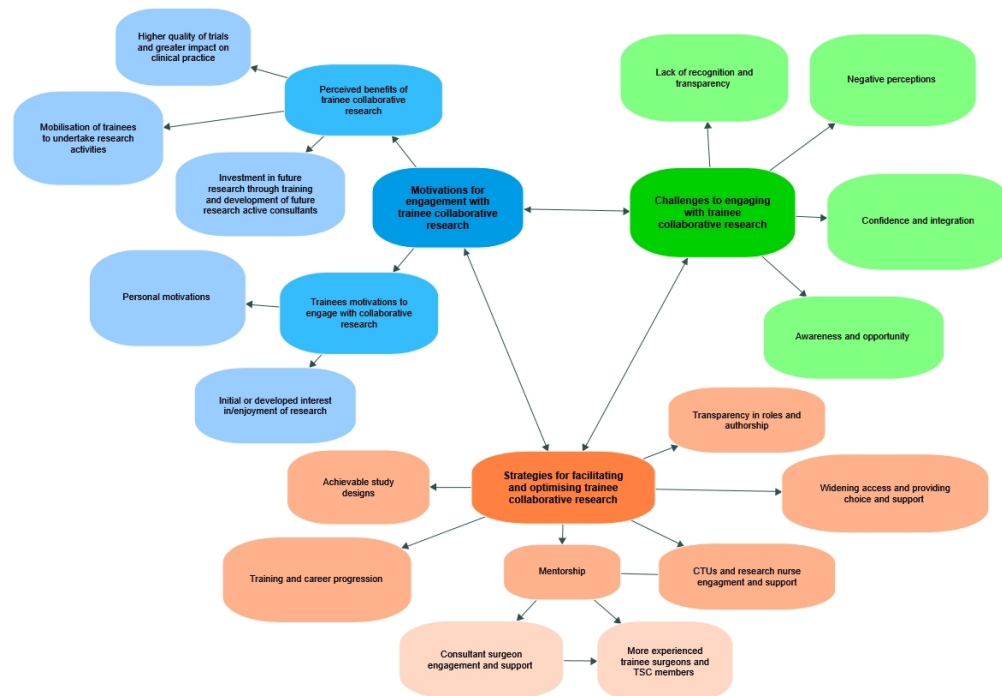 Higher quality of trials
and greater impact on
clinical practice
Perceived benefits of
trainee collaborative
research
Mobilisation of trainees
to undertake research
activities
Investment in future
research through training
and development of future
research active consultants
Motivations for
engagement with
trainee collaborative
research
Trainees motivations to
engage with collaborative
research
Personal motivations
Initial or developed interest
in/enjoyment of research
Lack of recognition and
transparency
Negative perceptions
Challenges to engaging
with trainee
collaborative research
Confidence and integration
Awareness and opportunity
Transparency in roles and
authorship
Strategies for facilitating
and optimising trainee
collaborative research
Achievable study
designs
Widening access and providing
choice and support
Training and career progression
Mentorship
CTUs and research nurse
engagment and support
Consultant surgeon
engagement and support
More experienced
trainee surgeons and
TSC members